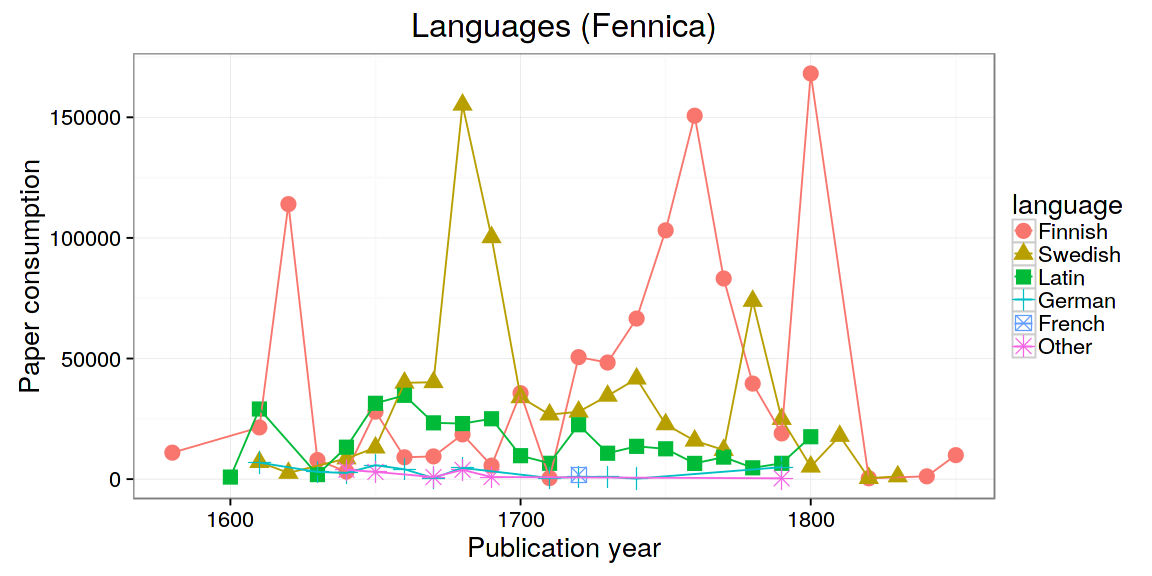 Languages (Fennica)
Paper consumption
150000
100000
50000
0
1600
1700
1800
Publication year
language
Finnish
Swedish
Latin
German
French
Other